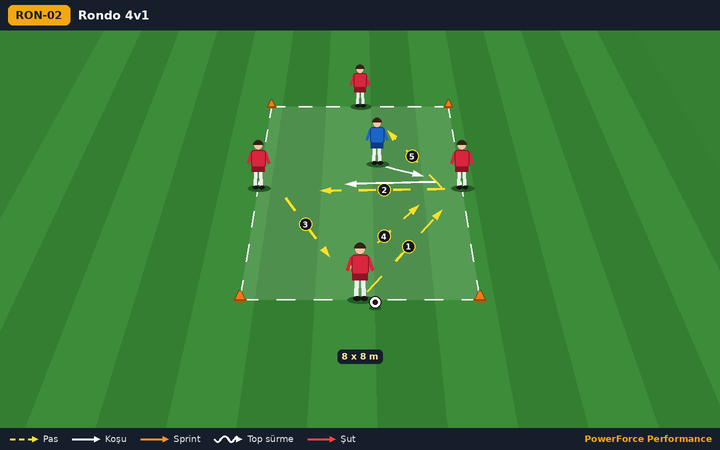 RON-02 Rondo 4v1
5
2
3
4
1
8 x 8 m
Pas Koşu Sprint Top sürme Şut PowerForce Performance